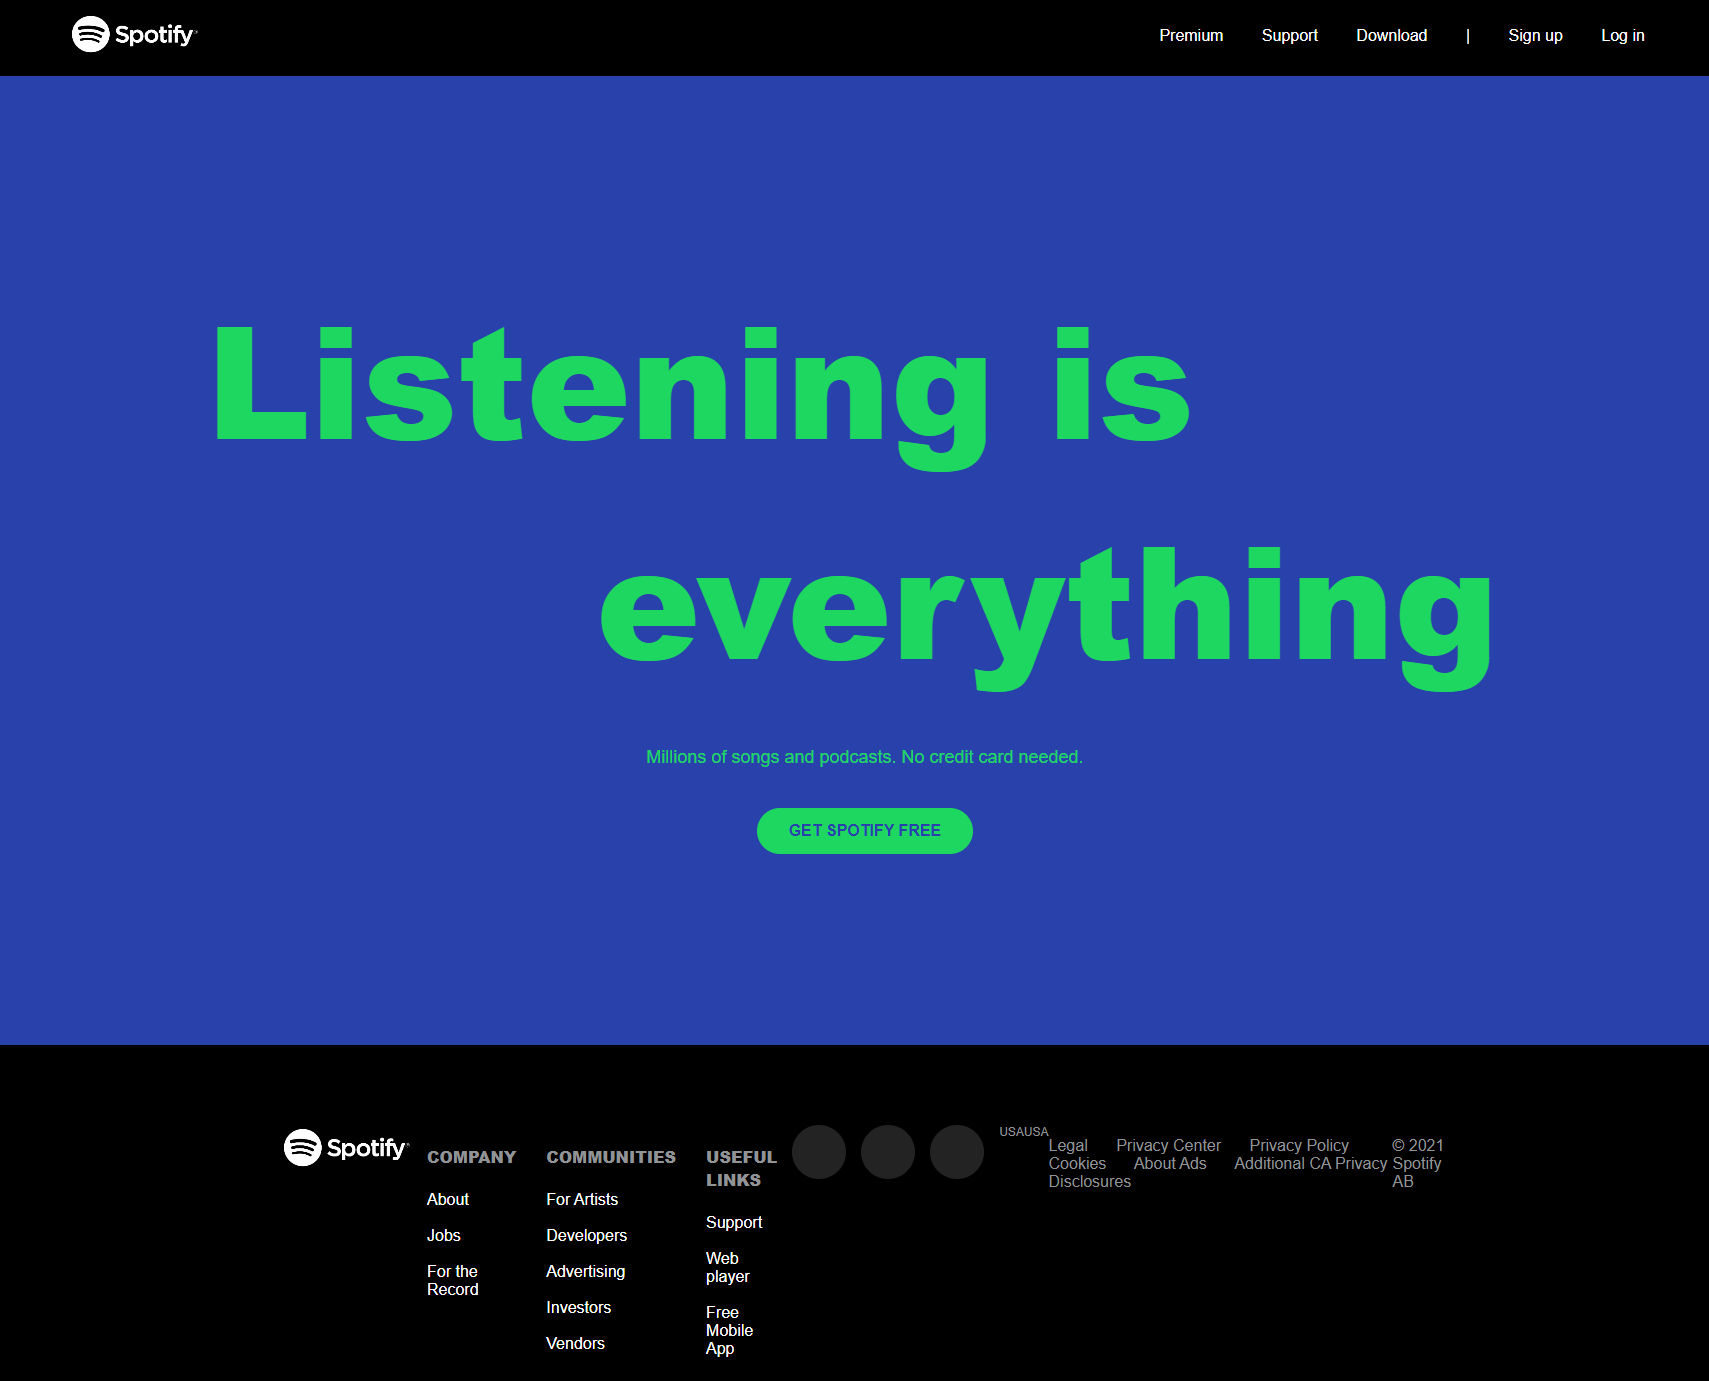 Spotify
Premium Support Download | Sign up Log in
Listening is
everything
Millions of songs and podcasts. No credit card needed.
GET SPOTIFY FREE
Spotify
COMPANY
About
Jobs
For the
Record
COMMUNITIES
For Artists
Developers
Advertising
Investors
Vendors
USEFUL
LINKS
Support
Web
player
Free
Mobile
App
USAUSA
Legal Privacy Center Privacy Policy
Cookies About Ads Additional CA Privacy
Disclosures
© 2021
Spotify
AB